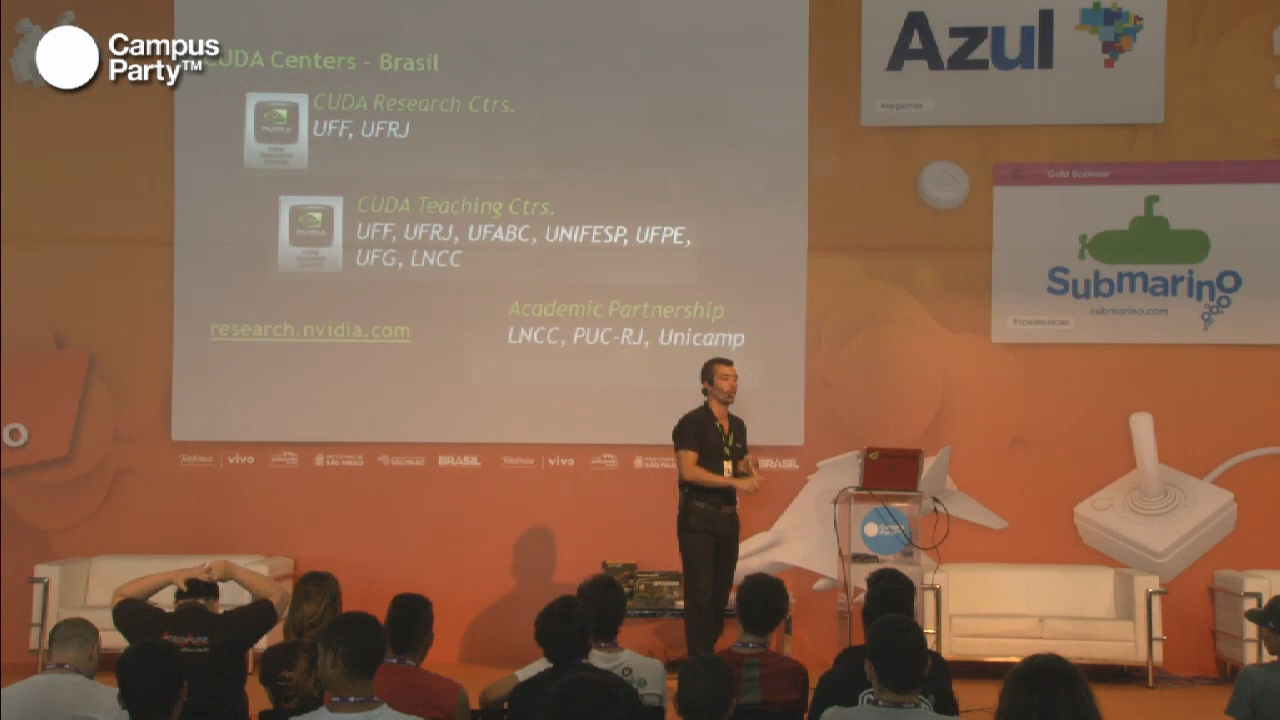 Campus
Party™
CUDA Centers - Brasil
CUDA Research Ctrs.
UFF, UFRJ
CUDA Teaching Ctrs.
UFF, UFRJ, UFABC, UNIFESP, UFPE,
UFG, LNCC
Academic Partnership
LNCC, PUC-RJ, Unicamp
research.nvidia.com
Azul
Gold Sponsor
Submarino
submarino.com
vivo
BRASIL
vivo
BRASIL
Campus
Party